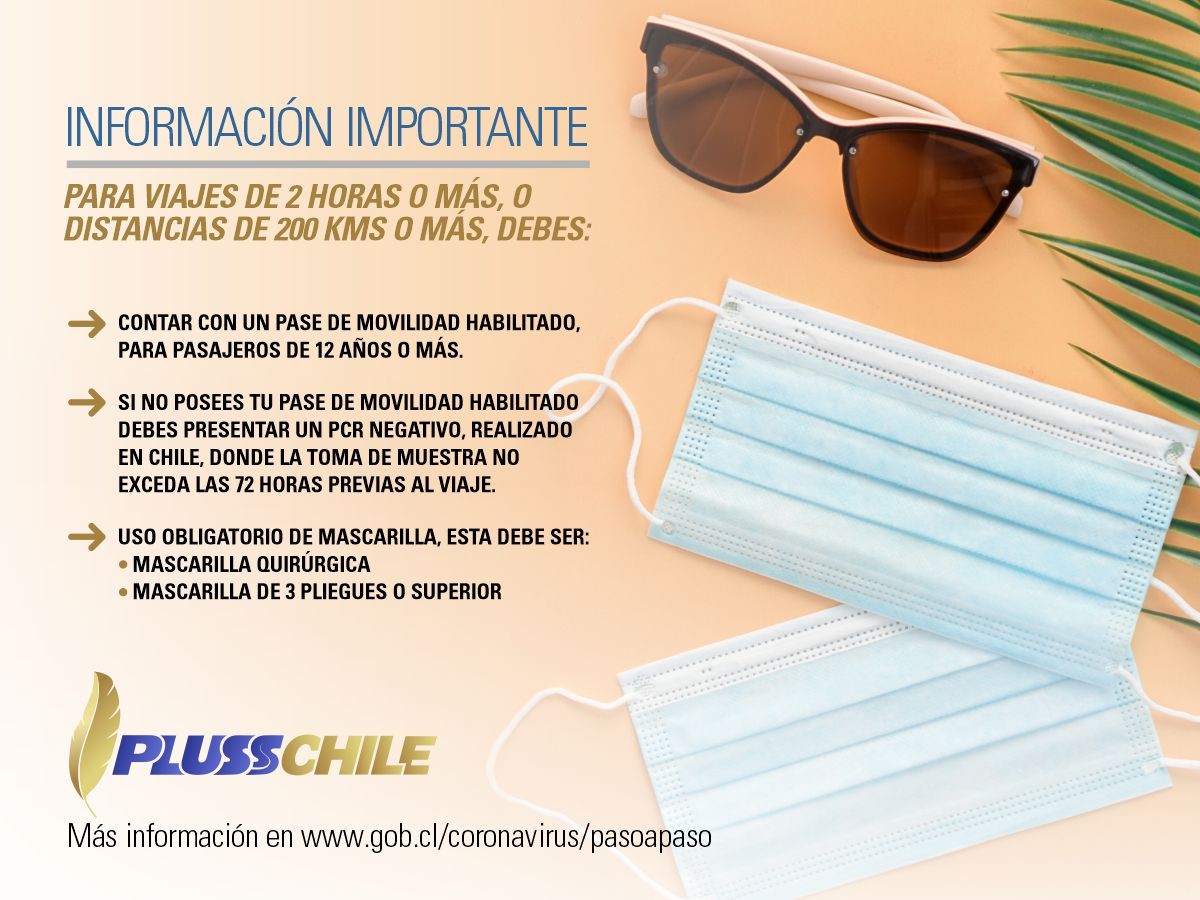 INFORMACIÓN IMPORTANTE
PARA VIAJES DE 2 HORAS O MÁS, O
DISTANCIAS DE 200 KMS O MÁS, DEBES:
CONTAR CON UN PASE DE MOVILIDAD HABILITADO,
PARA PASAJEROS DE 12 AÑOS O MÁS.
SI NO POSEES TU PASE DE MOVILIDAD HABILITADO
DEBES PRESENTAR UN PCR NEGATIVO, REALIZADO
EN CHILE, DONDE LA TOMA DE MUESTRA NO
EXCEDA LAS 72 HORAS PREVIAS AL VIAJE.
USO OBLIGATORIO DE MASCARILLA, ESTA DEBE SER:
• MASCARILLA QUIRÚRGICA
• MASCARILLA DE 3 PLIEGUES O SUPERIOR
PLUSSCHILE
Más información en www.gob.cl/coronavirus/pasoapaso